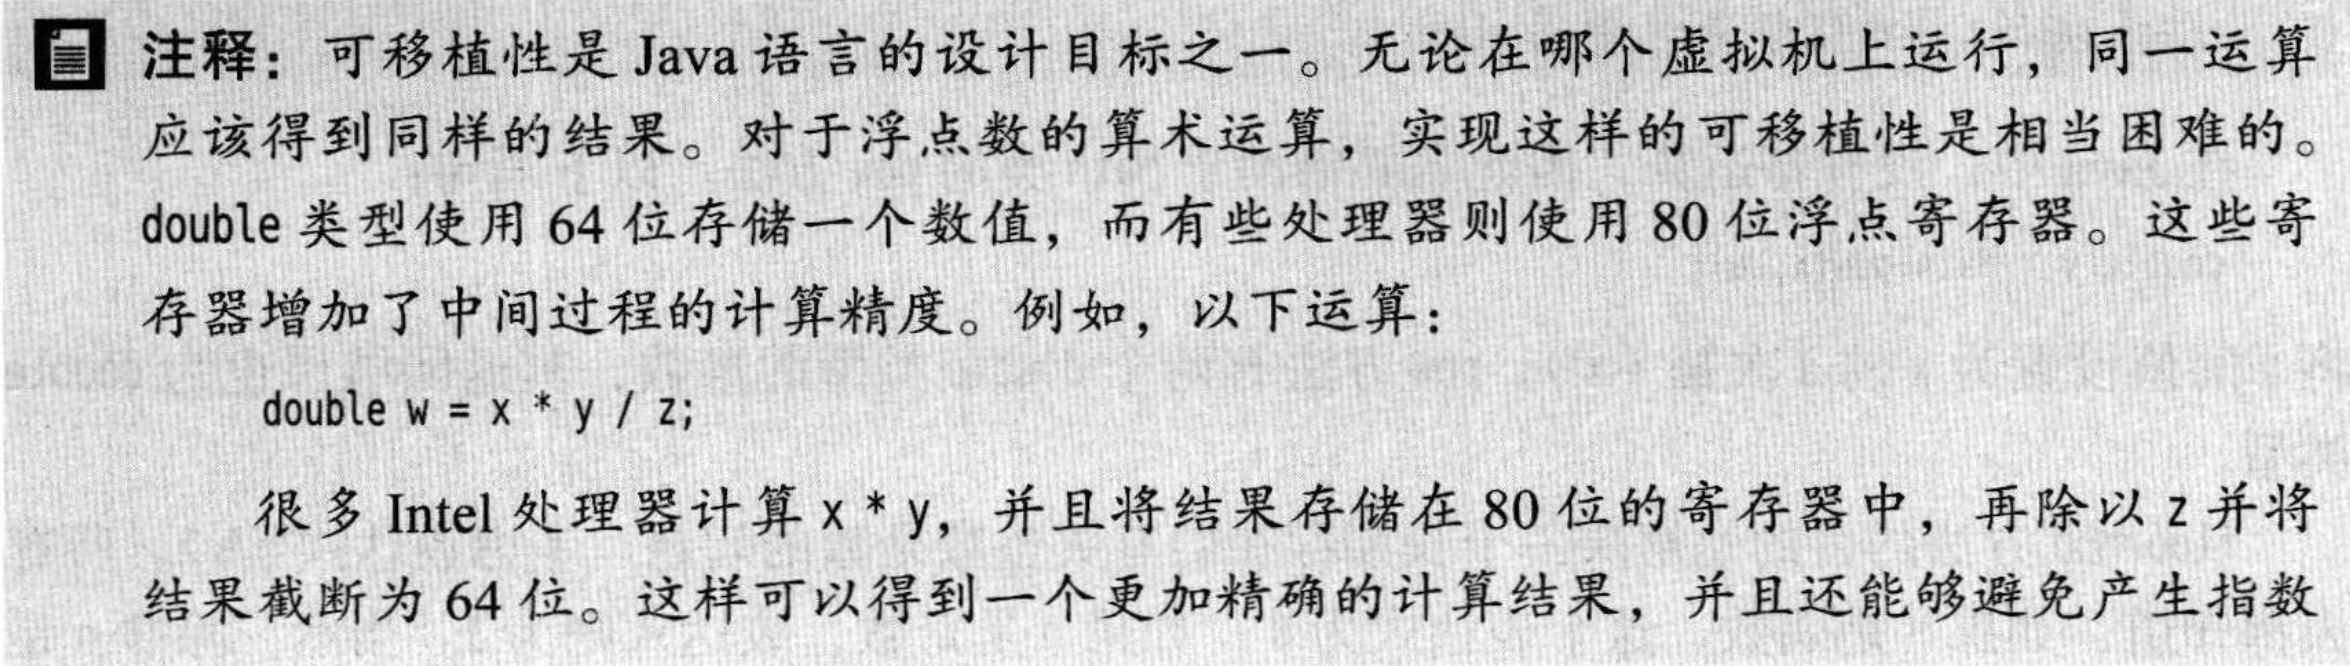 注释：可移植性是 Java 语言的设计目标之一。无论在哪个虚拟机上运行，同一运算
应该得到同样的结果。对于浮点数的算术运算，实现这样的可移植性是相当困难的。
double 类型使用 64 位存储一个数值，而有些处理器则使用 80 位浮点寄存器。这些寄
存器增加了中间过程的计算精度。例如，以下运算：
double w = x * y / z;
很多 Intel 处理器计算 x * y，并且将结果存储在 80 位的寄存器中，再除以 z 并将
结果截断为 64 位。这样可以得到一个更加精确的计算结果，并且还能够避免产生指数